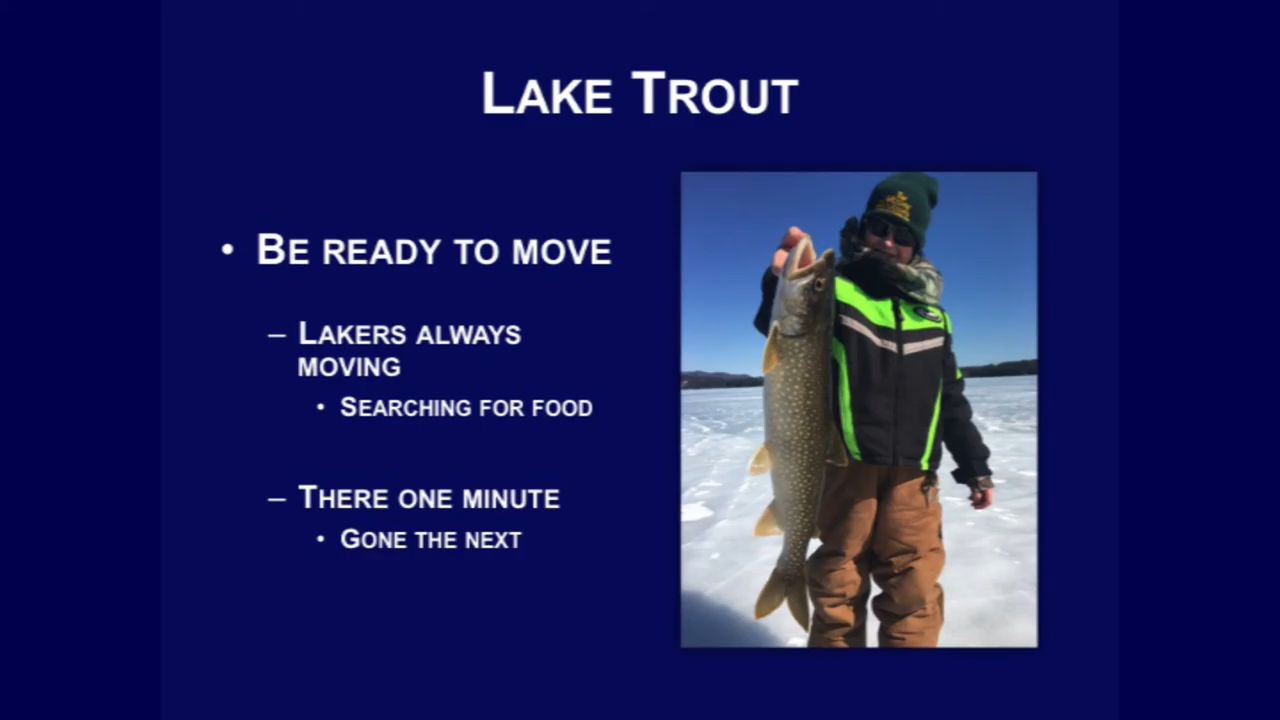 LAKE TROUT
• BE READY TO MOVE
– LAKERS ALWAYS
MOVING
• SEARCHING FOR FOOD
– THERE ONE MINUTE
• GONE THE NEXT